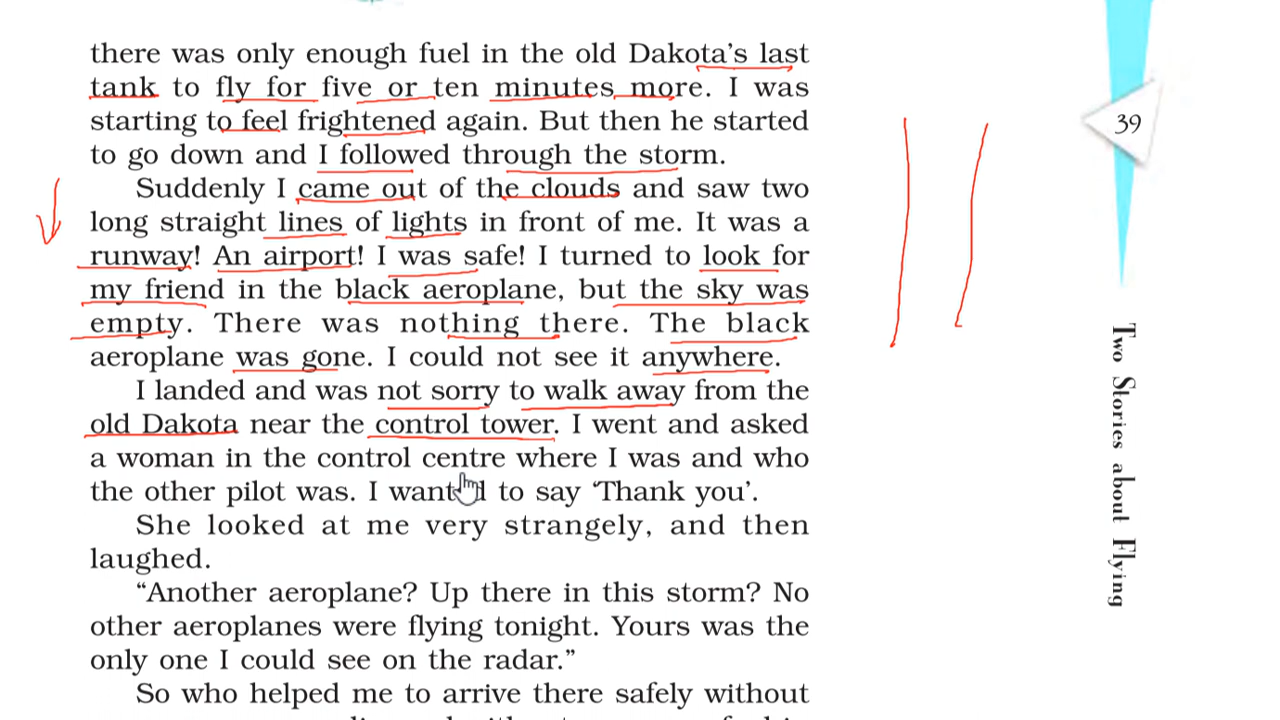 there was only enough fuel in the old Dakota's last
tank to fly for five or ten minutes more. I was
starting to feel frightened again. But then he started
to go down and I followed through the storm.
Suddenly I came out of the clouds and saw two
long straight lines of lights in front of me. It was a
runway! An airport! I was safe! I turned to look for
my friend in the black aeroplane, but the sky was
empty. There was nothing there. The black
aeroplane was gone. I could not see it anywhere.
I landed and was not sorry to walk away from the
old Dakota near the control tower. I went and asked
a woman in the control centre where I was and who
the other pilot was. I wanted to say ‘Thank you’.
She looked at me very strangely, and then
laughed.
“Another aeroplane? Up there in this storm? No
other aeroplanes were flying tonight. Yours was the
only one I could see on the radar.”
So who helped me to arrive there safely without
39
Two Stories about Flying